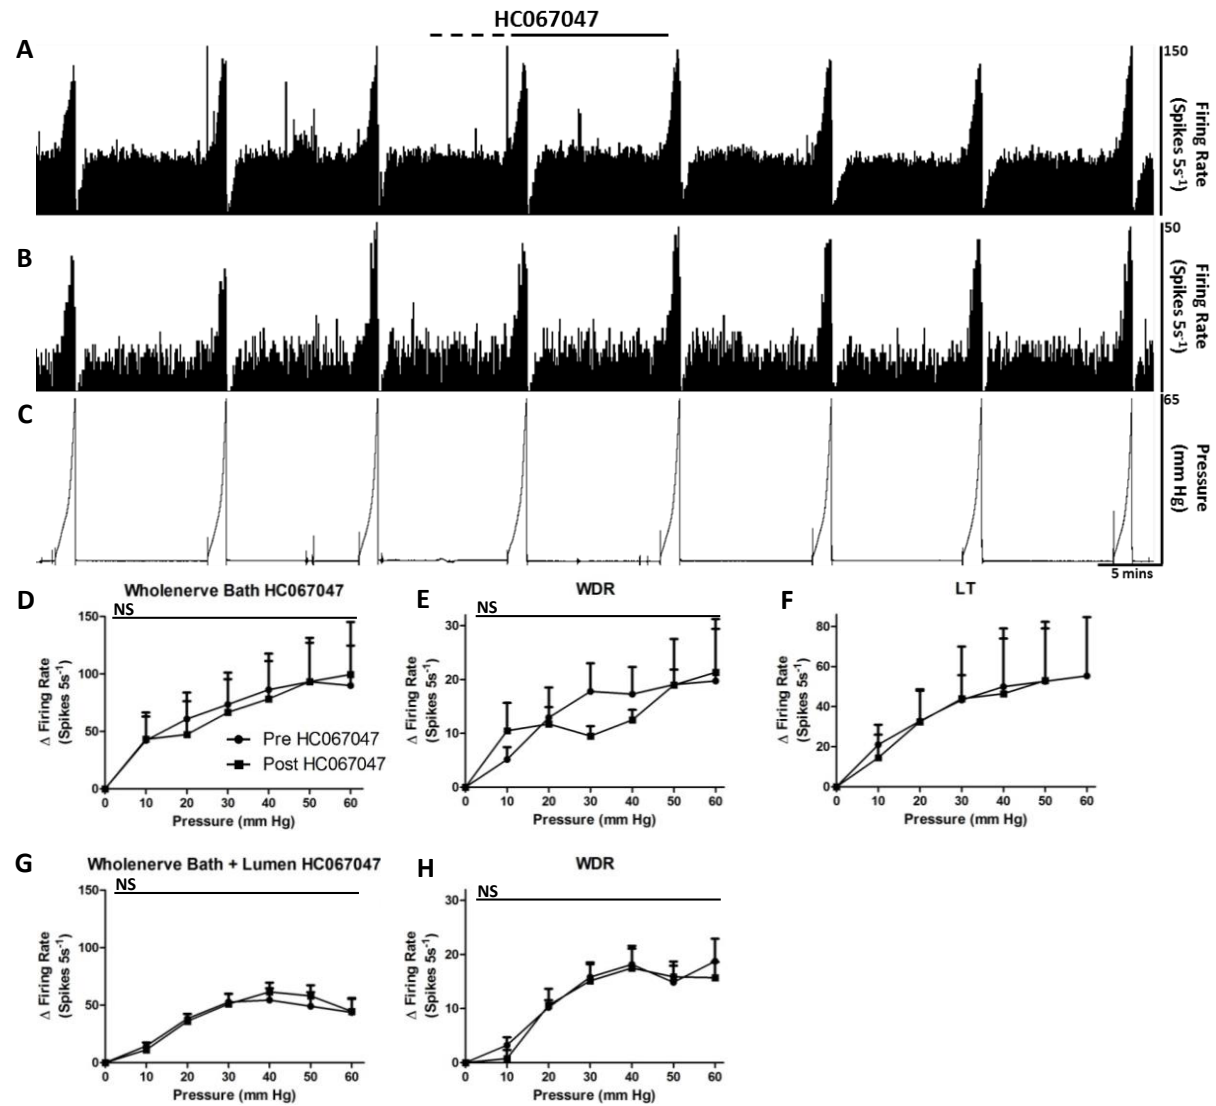 HC067047
A
150
Firing Rate
(Spikes 5s⁻¹)
B
50
Firing Rate
(Spikes 5s⁻¹)
C
65
Pressure
(mm Hg)
5 mins
D
Wholenerve Bath HC067047
NS
150
100
50
0
Δ Firing Rate
(Spikes 5s⁻¹)
Pre HC067047
Post HC067047
0 10 20 30 40 50 60
Pressure (mm Hg)
E
WDR
NS
30
20
10
0
Δ Firing Rate
(Spikes 5s⁻¹)
0 10 20 30 40 50 60
Pressure (mm Hg)
F
LT
80
60
40
20
0
Δ Firing Rate
(Spikes 5s⁻¹)
0 10 20 30 40 50 60
Pressure (mm Hg)
G
Wholenerve Bath + Lumen HC067047
NS
150
100
50
0
Δ Firing Rate
(Spikes 5s⁻¹)
0 10 20 30 40 50 60
Pressure (mm Hg)
H
WDR
NS
30
20
10
0
Δ Firing Rate
(Spikes 5s⁻¹)
0 10 20 30 40 50 60
Pressure (mm Hg)